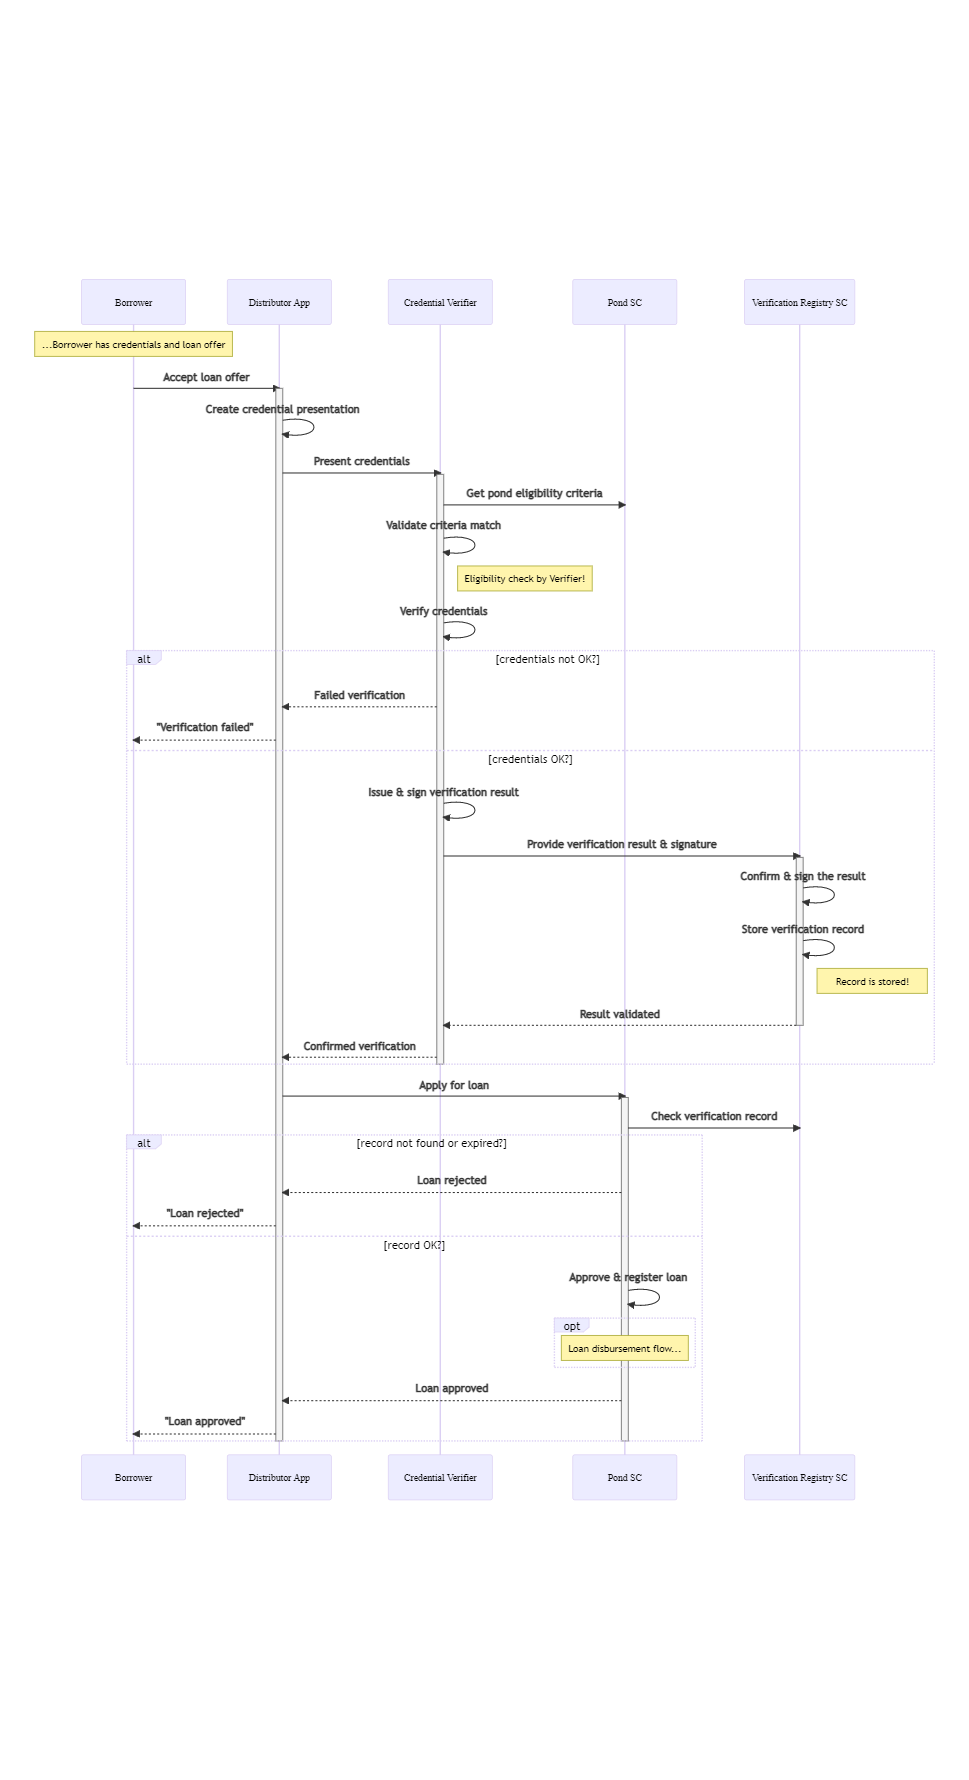 Borrower
Distributor App
Credential Verifier
Pond SC
Verification Registry SC
...Borrower has credentials and loan offer
Accept loan offer
Create credential presentation
Present credentials
Get pond eligibility criteria
Validate criteria match
Eligibility check by Verifier!
Verify credentials
alt
[credentials not OK?]
Failed verification
"Verification failed"
[credentials OK?]
Issue & sign verification result
Provide verification result & signature
Confirm & sign the result
Store verification record
Record is stored!
Result validated
Confirmed verification
Apply for loan
Check verification record
alt
[record not found or expired?]
Loan rejected
"Loan rejected"
[record OK?]
Approve & register loan
opt
Loan disbursement flow...
Loan approved
"Loan approved"
Borrower
Distributor App
Credential Verifier
Pond SC
Verification Registry SC